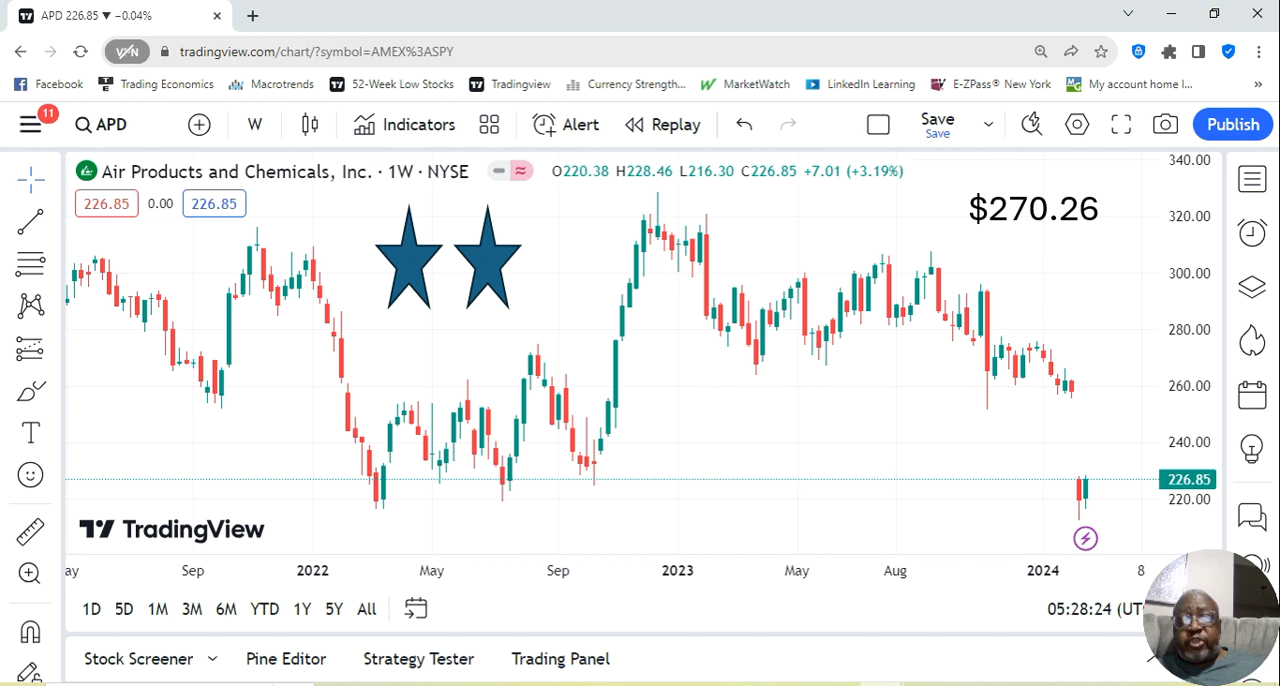 APD 226.85 ▼ −0.04%
tradingview.com/chart/?symbol=AMEX%3ASPY
Facebook Trading Economics Macrotrends 52-Week Low Stocks Tradingview Currency Strength... MarketWatch LinkedIn Learning E-ZPass® New York My account home l... »
11
APD W Indicators Alert Replay Save Publish
Save
Air Products and Chemicals, Inc. · 1W · NYSE O220.38 H228.46 L216.30 C226.85 +7.01 (+3.19%)
226.85 0.00 226.85
$270.26
340.00
320.00
300.00
280.00
260.00
240.00
226.85
220.00
TradingView
ay Sep 2022 May Sep 2023 May Aug 2024 8
1D 5D 1M 3M 6M YTD 1Y 5Y All 05:28:24 (UT
Stock Screener Pine Editor Strategy Tester Trading Panel